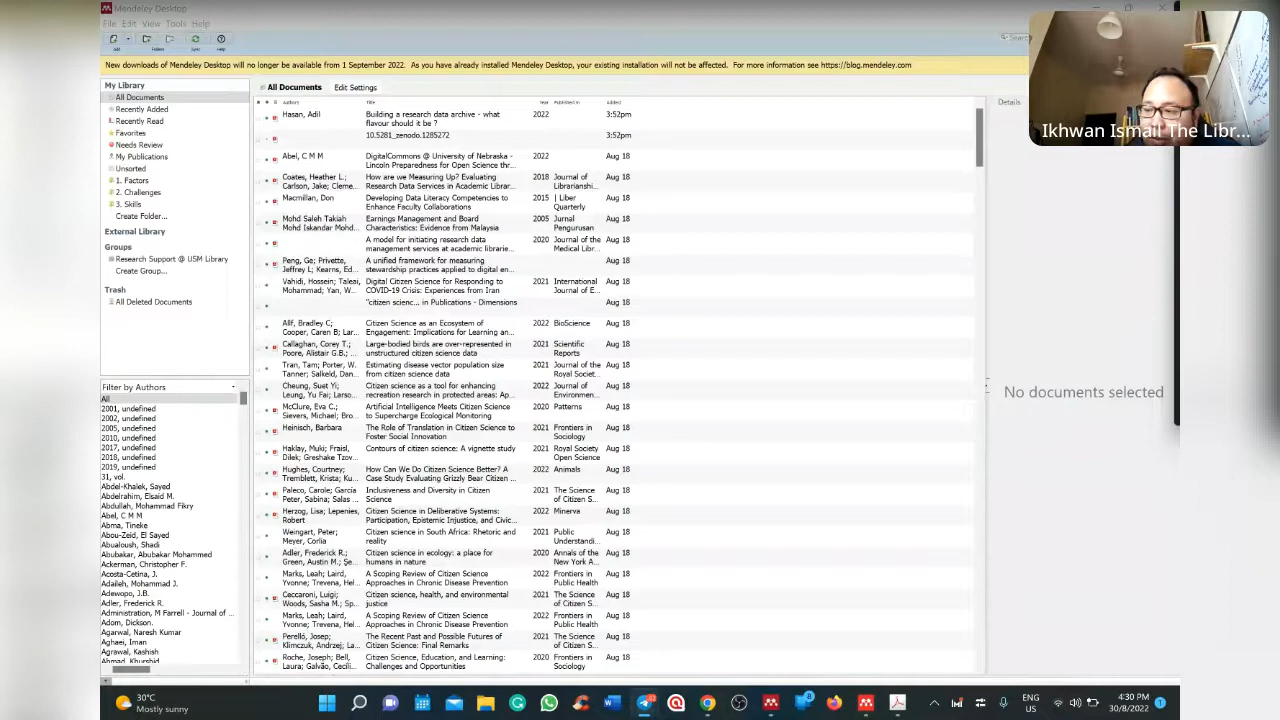 Mendeley Desktop
File Edit View Tools Help
Add Folders Sync Help
Search
New downloads of Mendeley Desktop will no longer be available from 1 September 2022. As you have already installed Mendeley Desktop, your existing installation will not be affected. For more information see https://blog.mendeley.com
My Library
All Documents
Recently Added
Recently Read
Favorites
Needs Review
My Publications
Unsorted
1. Factors
2. Challenges
3. Skills
Create Folder...
External Library
Groups
Research Support @ USM Library
Create Group...
Trash
All Deleted Documents
Filter by Authors
All
2001, undefined
2002, undefined
2005, undefined
2010, undefined
2017, undefined
2018, undefined
2019, undefined
31, vol.
Abdel-Khalek, Sayed
Abdelrahim, Elsaid M.
Abdullah, Mohammad Fikry
Abel, C M M
Abma, Tineke
Abou-Zeid, El Sayed
Abualoush, Shadi
Abubakar, Abubakar Mohammed
Ackerman, Christopher F.
Acosta-Cetina, J.
Adaileh, Mohammad J.
Adewopo, J.B.
Adler, Frederick R.
Administration, M Farrell - Journal of ...
Adom, Dickson.
Agarwal, Naresh Kumar
Aghaei, Iman
Agrawal, Kashish
Ahmad, Khurshid
All Documents Edit Settings
Authors Title Year Published In Added
Hasan, Adil Building a research data archive - what 2022 3:52pm
flavour should it be ?
10.5281_zenodo.1285272 3:52pm
Abel, C M M DigitalCommons @ University of Nebraska - 2022 Aug 18
Lincoln Preparedness for Open Science thr...
Coates, Heather L.; How are we Measuring Up? Evaluating 2018 Journal of Aug 18
Carlson, Jake; Cleme... Research Data Services in Academic Librar... Librarianshi...
Macmillan, Don Developing Data Literacy Competencies to 2015 | Liber Aug 18
Enhance Faculty Collaborations Quarterly
Mohd Saleh Takiah Earnings Management and Board 2005 Jurnal Aug 18
Mohd Iskandar Mohd... Characteristics: Evidence from Malaysia Pengurusan
A model for initiating research data 2020 Journal of the Aug 18
management services at academic librarie... Medical Libr...
Peng, Ge; Privette, A unified framework for measuring Aug 18
Jeffrey L; Kearns, Ed... stewardship practices applied to digital en...
Vahidi, Hossein; Taleai, Digital Citizen Science for Responding to 2021 International Aug 18
Mohammad; Yan, W... COVID-19 Crisis: Experiences from Iran Journal of E...
"citizen scienc... in Publications - Dimensions Aug 18
Allf, Bradley C; Citizen Science as an Ecosystem of 2022 BioScience Aug 18
Cooper, Caren B; Lar... Engagement: Implications for Learning an...
Callaghan, Corey T.; Large-bodied birds are over-represented in 2021 Scientific Aug 18
Poore, Alistair G.B.; ... unstructured citizen science data Reports
Tran, Tam; Porter, W. Estimating disease vector population size 2021 Journal of the Aug 18
Tanner; Salkeld, Dan... from citizen science data Royal Societ...
Cheung, Suet Yi; Citizen science as a tool for enhancing 2022 Journal of Aug 18
Leung, Yu Fai; Larso... recreation research in protected areas: Ap... Environmen...
McClure, Eva C.; Artificial Intelligence Meets Citizen Science 2020 Patterns Aug 18
Sievers, Michael; Bro... to Supercharge Ecological Monitoring
Heinisch, Barbara The Role of Translation in Citizen Science to 2021 Frontiers in Aug 18
Foster Social Innovation Sociology
Haklay, Muki; Fraisl, Contours of citizen science: A vignette study 2021 Royal Society Aug 18
Dilek; Greshake Tzov... Open Science
Hughes, Courtney; How Can We Do Citizen Science Better? A 2022 Animals Aug 18
Tremblett, Krista; Ku... Case Study Evaluating Grizzly Bear Citizen ...
Paleco, Carole; García Inclusiveness and Diversity in Citizen 2021 The Science Aug 18
Peter, Sabina; Salas ... Science of Citizen S...
Herzog, Lisa; Lepenies, Citizen Science in Deliberative Systems: 2022 Minerva Aug 18
Robert Participation, Epistemic Injustice, and Civic...
Weingart, Peter; Citizen science in South Africa: Rhetoric and 2021 Public Aug 18
Meyer, Corlia reality Understandi...
Adler, Frederick R.; Citizen science in ecology: a place for 2020 Annals of the Aug 18
Green, Austin M.; Şe... humans in nature New York A...
Marks, Leah; Laird, A Scoping Review of Citizen Science 2022 Frontiers in Aug 18
Yvonne; Trevena, Hel... Approaches in Chronic Disease Prevention Public Health
Ceccaroni, Luigi; Citizen science, health, and environmental 2021 The Science Aug 18
Woods, Sasha M.; Sp... justice of Citizen S...
Marks, Leah; Laird, A Scoping Review of Citizen Science 2022 Frontiers in Aug 18
Yvonne; Trevena, Hel... Approaches in Chronic Disease Prevention Public Health
Perelló, Josep; The Recent Past and Possible Futures of 2021 The Science Aug 18
Klimczuk, Andrzej; La... Citizen Science: Final Remarks of Citizen S...
Roche, Joseph; Bell, Citizen Science, Education, and Learning: 2020 Frontiers in Aug 18
Laura; Galvão, Cecíli... Challenges and Opportunities Sociology
Details
No documents selected
Ikhwan Ismail The Libr...
30°C
Mostly sunny
ENG
US
4:30 PM
30/8/2022